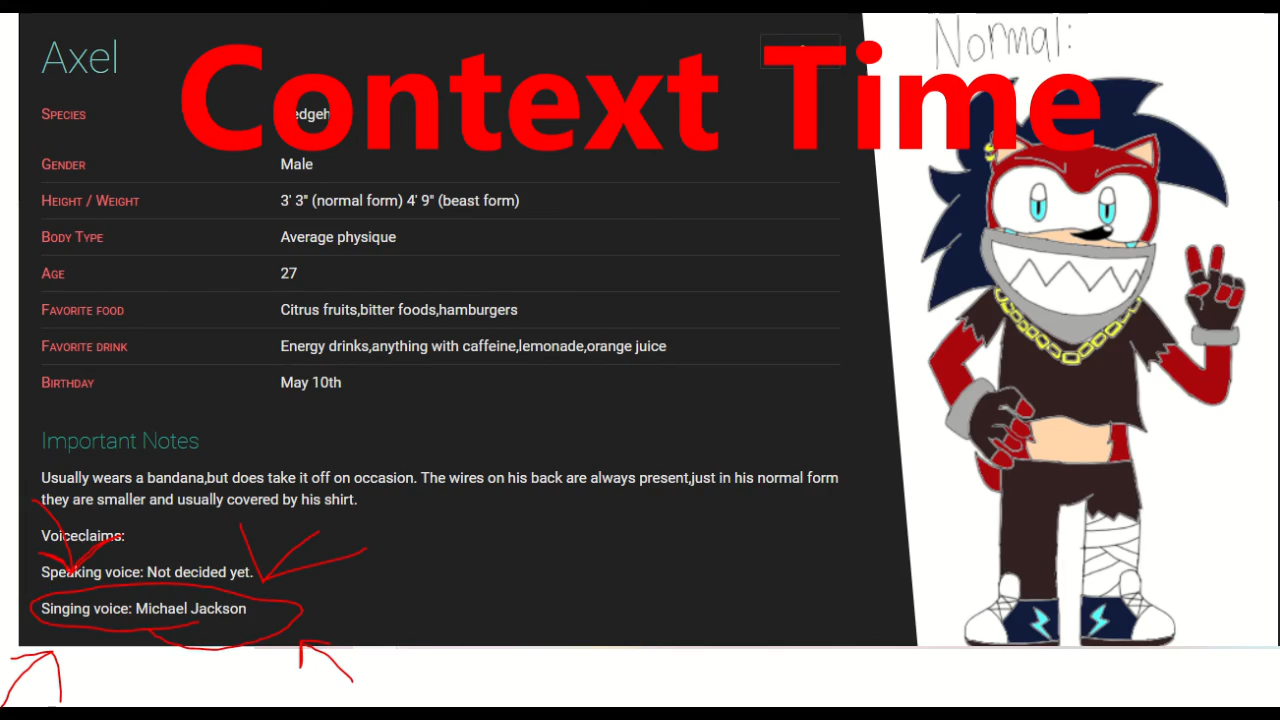 Axel
Context Time
Normal:
SPECIES
GENDER Male
HEIGHT / WEIGHT 3' 3" (normal form) 4' 9" (beast form)
BODY TYPE Average physique
AGE 27
FAVORITE FOOD Citrus fruits,bitter foods,hamburgers
FAVORITE DRINK Energy drinks,anything with caffeine,lemonade,orange juice
BIRTHDAY May 10th
Important Notes
Usually wears a bandana,but does take it off on occasion. The wires on his back are always present,just in his normal form
they are smaller and usually covered by his shirt.
Voiceclaims:
Speaking voice: Not decided yet.
Singing voice: Michael Jackson